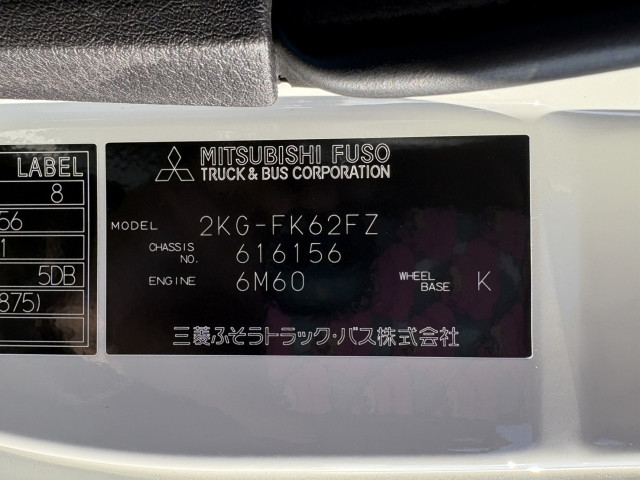 LABEL
8
56
1
5DB
875)
MITSUBISHI FUSO
TRUCK & BUS CORPORATION
MODEL 2KG-FK62FZ
CHASSIS NO. 616156
ENGINE 6M60 WHEEL BASE K
三菱ふそうトラック・バス株式会社